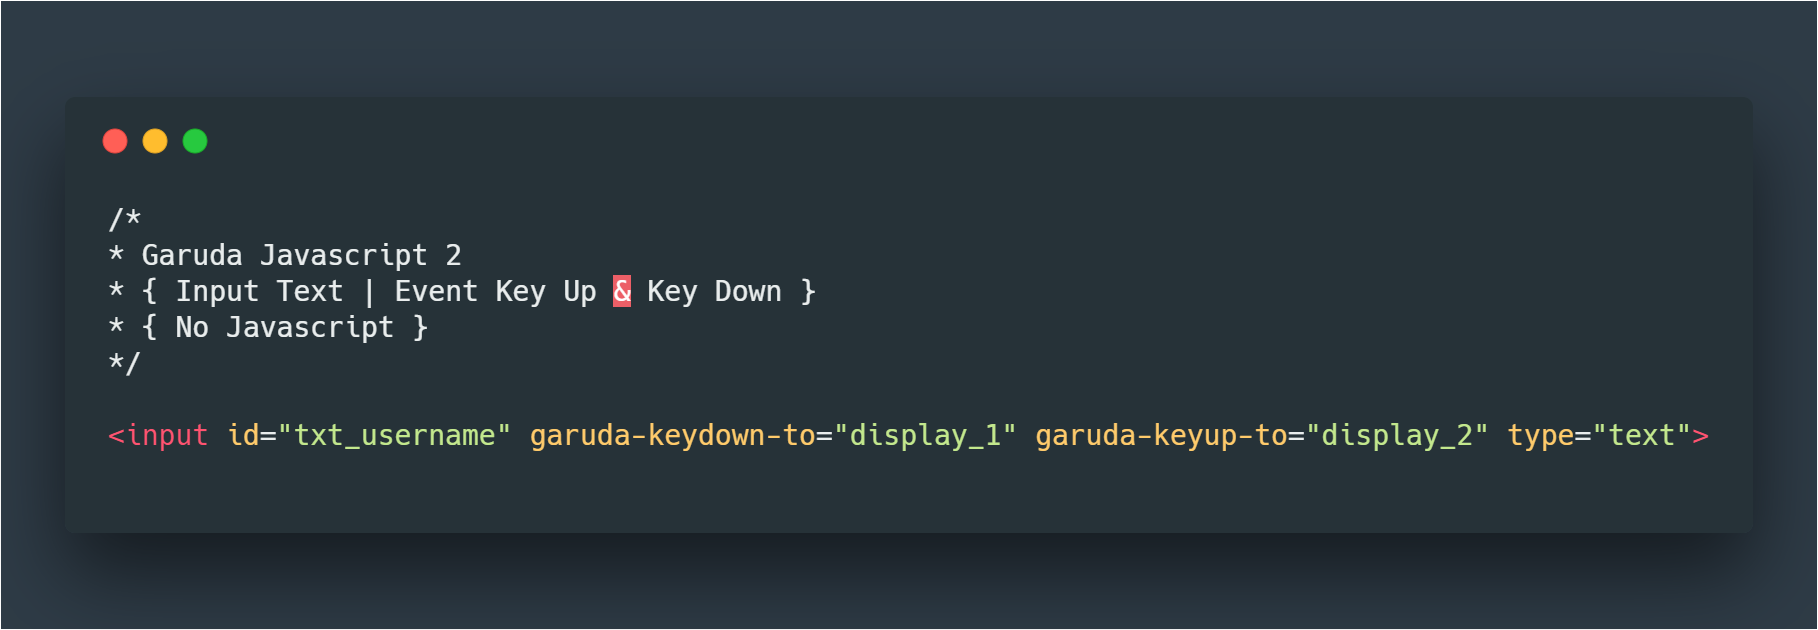 /*
* Garuda Javascript 2
* { Input Text | Event Key Up & Key Down }
* { No Javascript }
*/
<input id="txt_username" garuda-keydown-to="display_1" garuda-keyup-to="display_2" type="text">